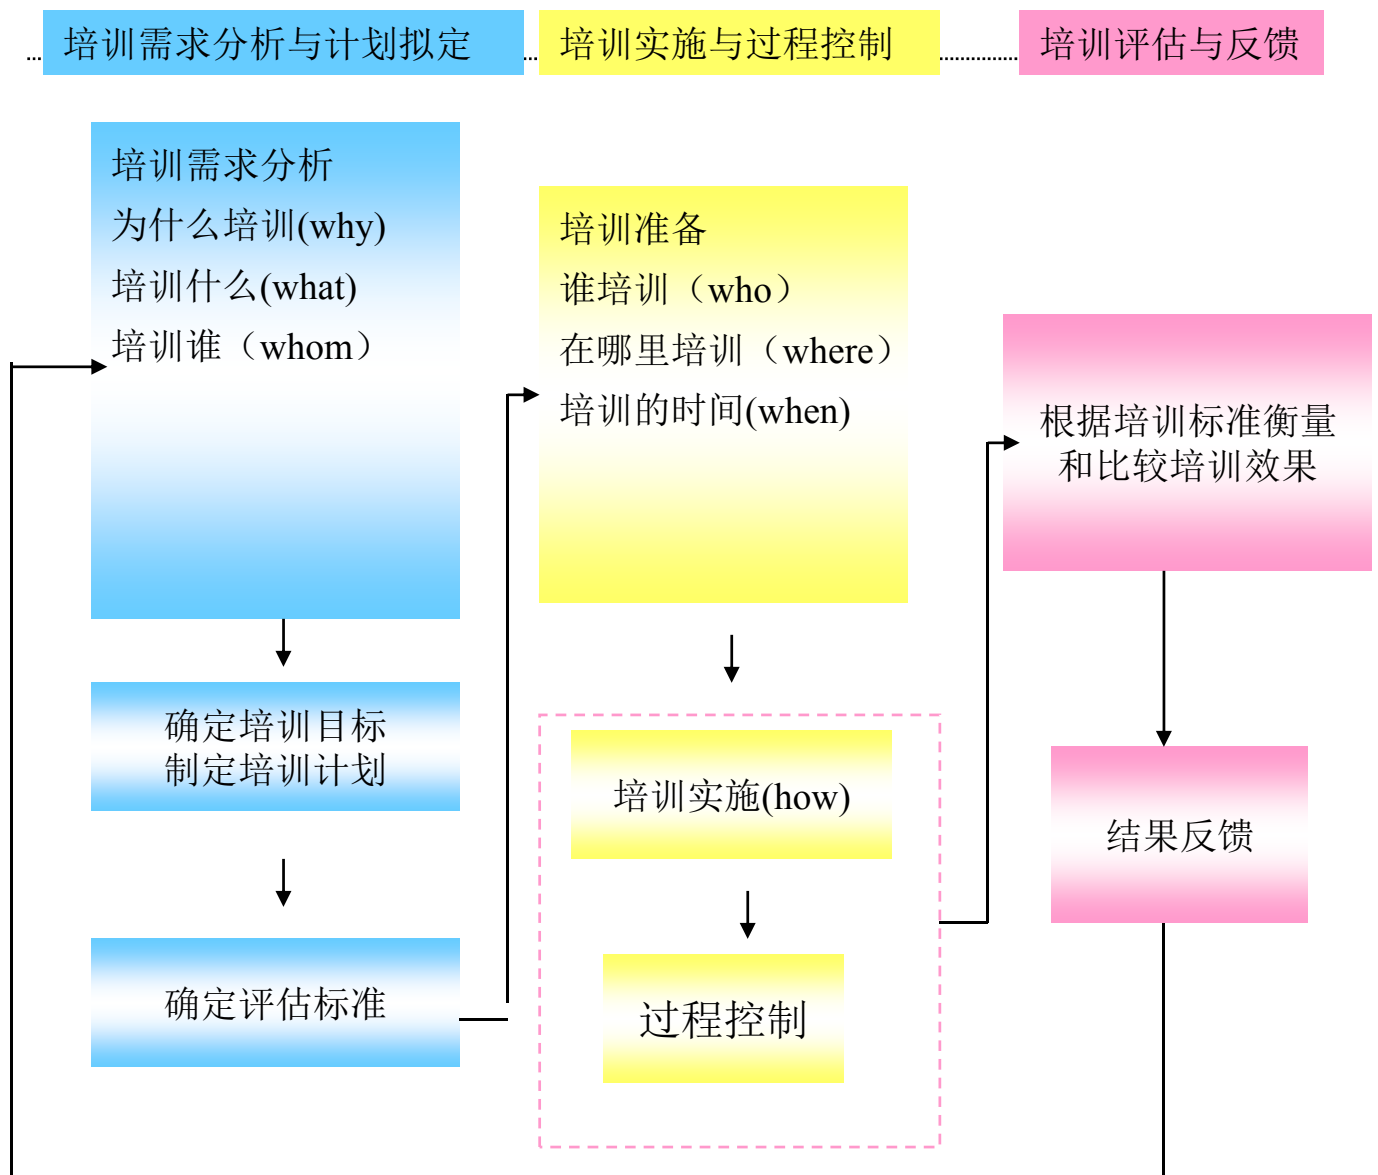 培训需求分析与计划拟定
培训实施与过程控制
培训评估与反馈
培训需求分析
为什么培训(why)
培训什么(what)
培训谁（whom）
确定培训目标
制定培训计划
确定评估标准
培训准备
谁培训（who）
在哪里培训（where）
培训的时间(when)
培训实施(how)
过程控制
根据培训标准衡量
和比较培训效果
结果反馈